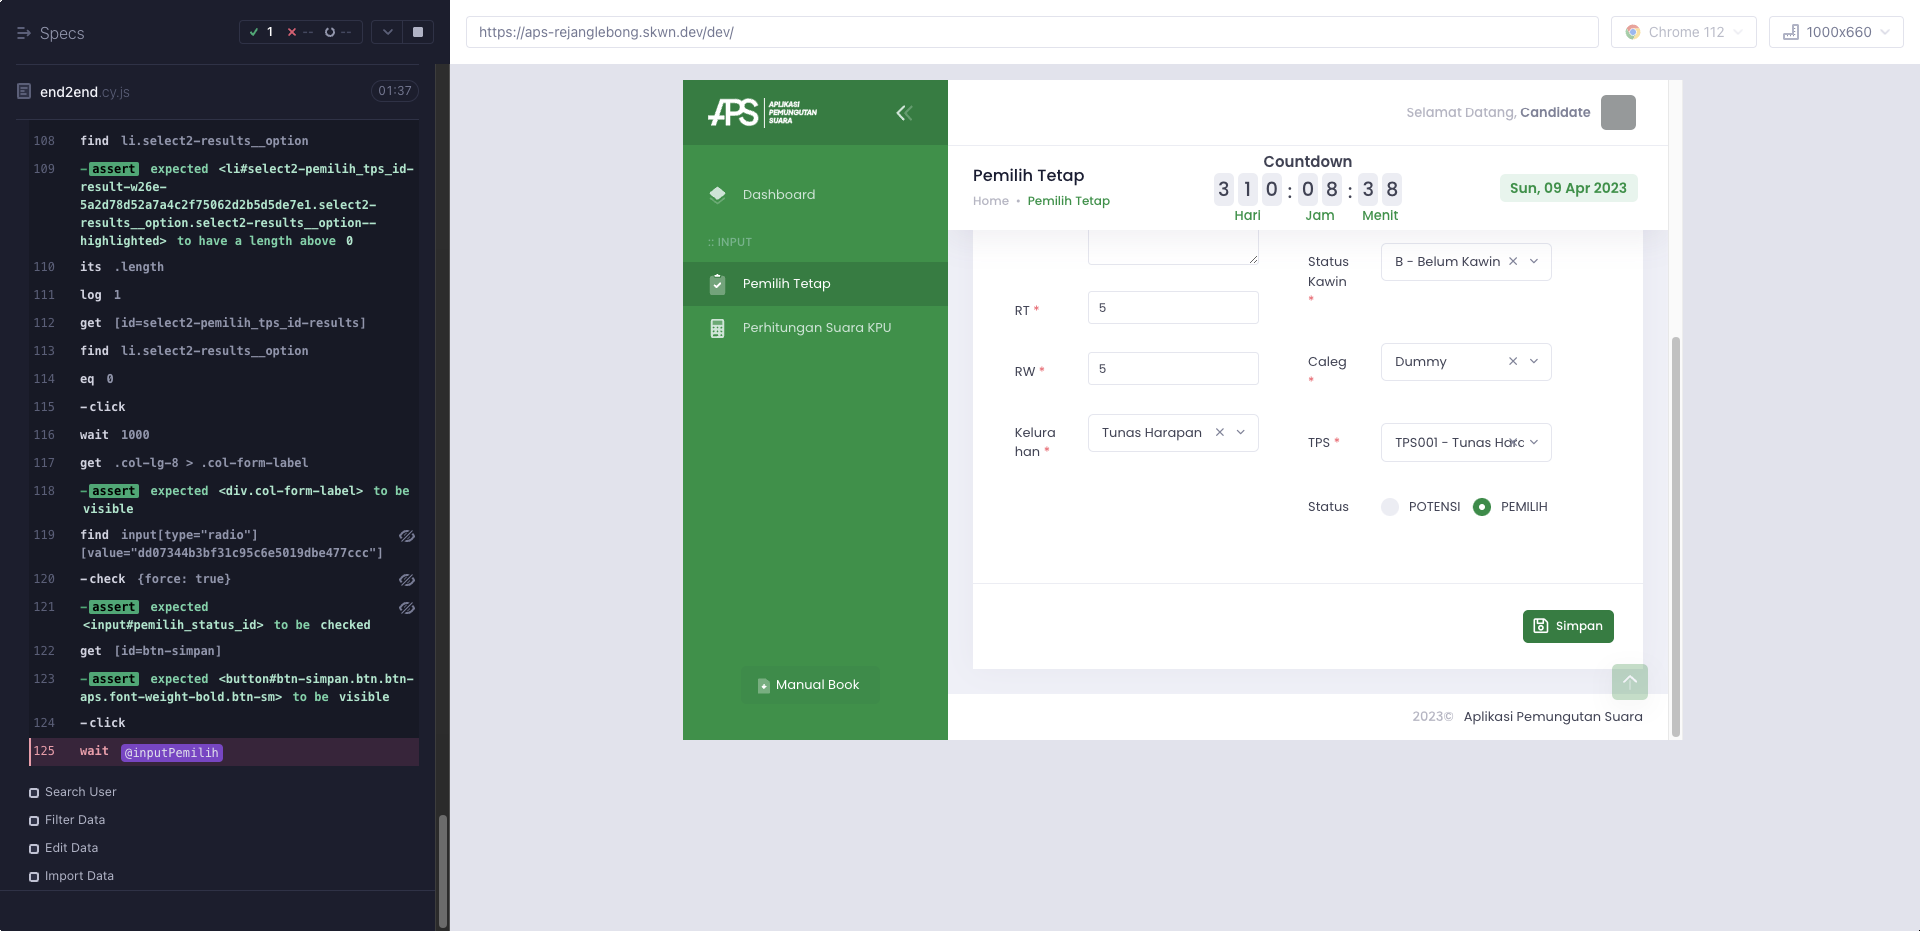 Specs
1
--
--
end2end.cy.js
01:37
108 find li.select2-results__option
109 -assert expected <li#select2-pemilih_tps_id-
result-w26e-
5a2d78d52a7a4c2f75062d2b5d5de7e1.select2-
results__option.select2-results__option--
highlighted> to have a length above 0
110 its .length
111 log 1
112 get [id=select2-pemilih_tps_id-results]
113 find li.select2-results__option
114 eq 0
115 -click
116 wait 1000
117 get .col-lg-8 > .col-form-label
118 -assert expected <div.col-form-label> to be
visible
119 find input[type="radio"]
[value="dd07344b3bf31c95c6e5019dbe477ccc"]
120 -check {force: true}
121 -assert expected
<input#pemilih_status_id> to be checked
122 get [id=btn-simpan]
123 -assert expected <button#btn-simpan.btn.btn-
aps.font-weight-bold.btn-sm> to be visible
124 -click
125 wait @inputPemilih
Search User
Filter Data
Edit Data
Import Data
https://aps-rejanglebong.skwn.dev/dev/
Chrome 112
1000x660
APS APLIKASI
PEMUNGUTAN
SUARA
Dashboard
:: INPUT
Pemilih Tetap
Perhitungan Suara KPU
Manual Book
Selamat Datang, Candidate
Pemilih Tetap
Home • Pemilih Tetap
Countdown
310:08:38
Hari Jam Menit
Sun, 09 Apr 2023
RT * 5
RW * 5
Kelura
han *
Tunas Harapan
Status
Kawin
*
B - Belum Kawin
Caleg
*
Dummy
TPS *
TPS001 - Tunas Harc
Status POTENSI PEMILIH
Simpan
2023© Aplikasi Pemungutan Suara